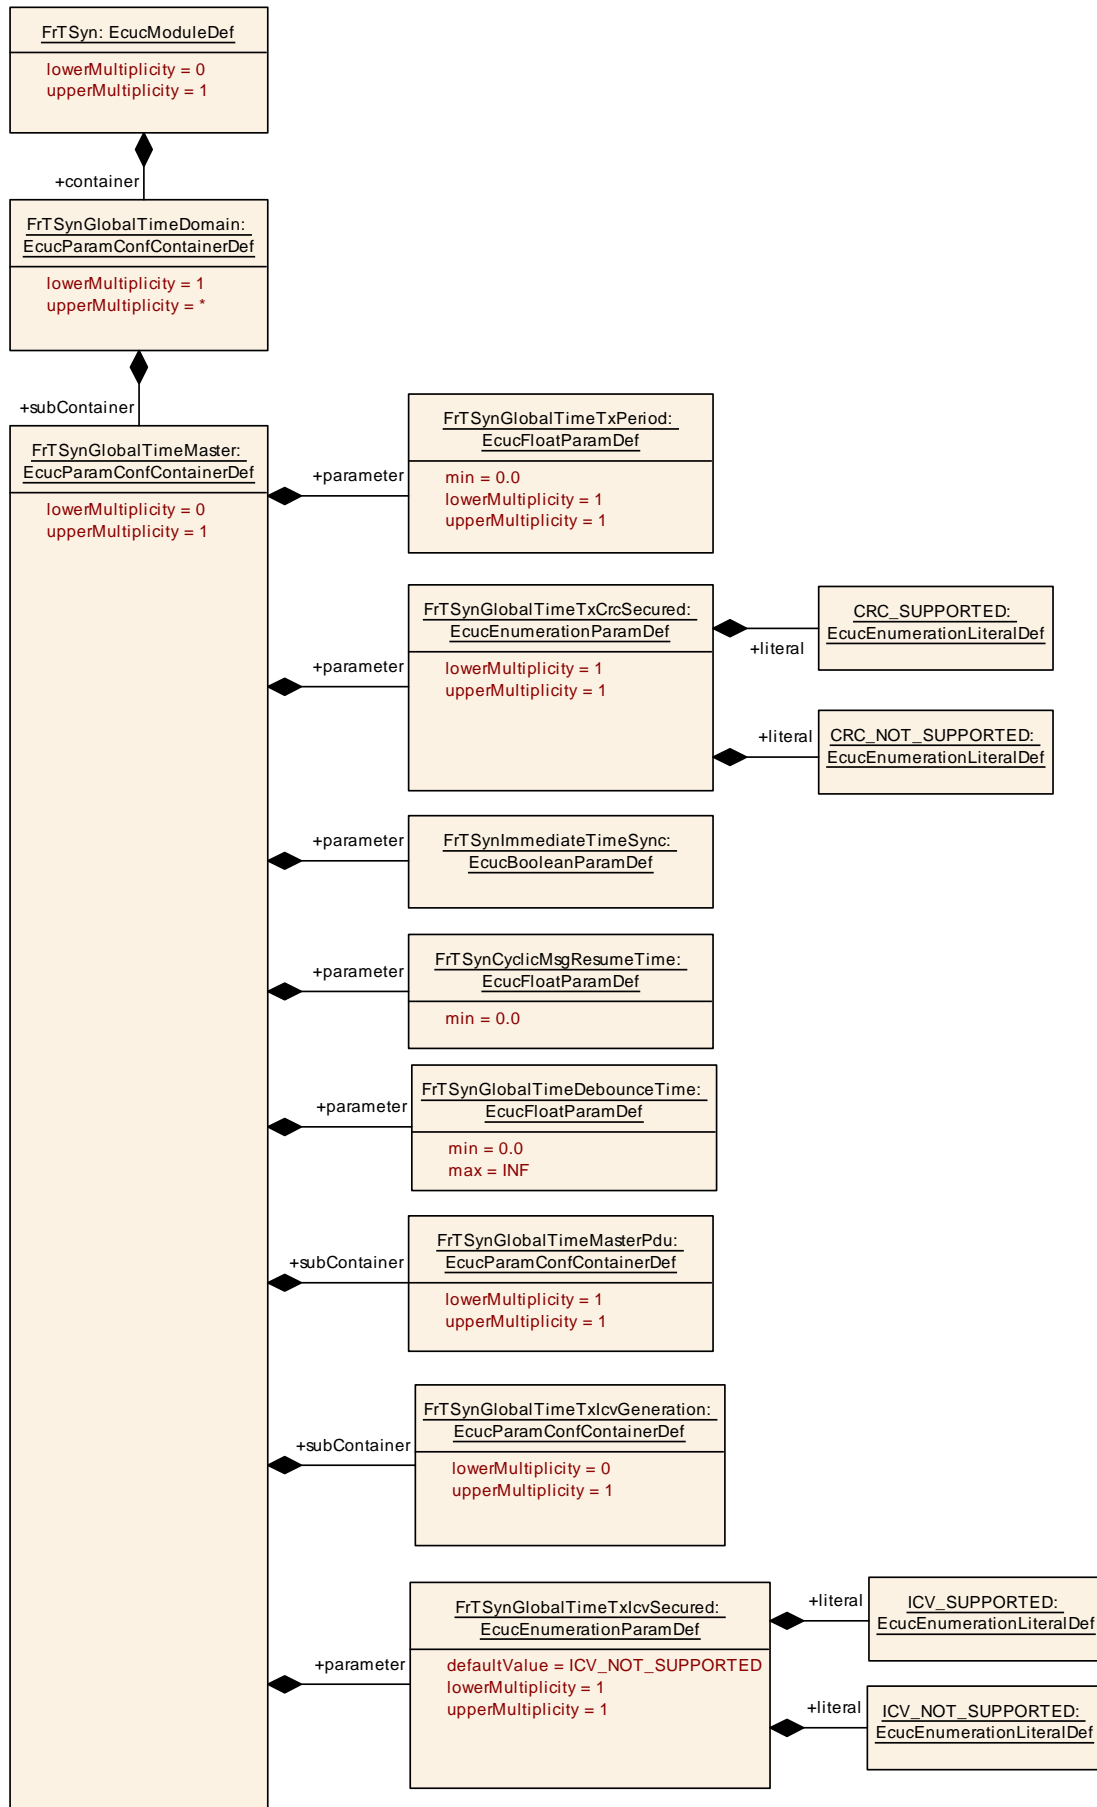 FrTSyn: EcucModuleDef
lowerMultiplicity = 0
upperMultiplicity = 1
+container
FrTSynGlobalTimeDomain:
EcucParamConfContainerDef
lowerMultiplicity = 1
upperMultiplicity = *
+subContainer
FrTSynGlobalTimeMaster:
EcucParamConfContainerDef
lowerMultiplicity = 0
upperMultiplicity = 1
+parameter
FrTSynGlobalTimeTxPeriod:
EcucFloatParamDef
min = 0.0
lowerMultiplicity = 1
upperMultiplicity = 1
+parameter
FrTSynGlobalTimeTxCrcSecured:
EcucEnumerationParamDef
lowerMultiplicity = 1
upperMultiplicity = 1
+literal
CRC_SUPPORTED:
EcucEnumerationLiteralDef
+literal
CRC_NOT_SUPPORTED:
EcucEnumerationLiteralDef
+parameter
FrTSynImmediateTimeSync:
EcucBooleanParamDef
+parameter
FrTSynCyclicMsgResumeTime:
EcucFloatParamDef
min = 0.0
+parameter
FrTSynGlobalTimeDebounceTime:
EcucFloatParamDef
min = 0.0
max = INF
+subContainer
FrTSynGlobalTimeMasterPdu:
EcucParamConfContainerDef
lowerMultiplicity = 1
upperMultiplicity = 1
+subContainer
FrTSynGlobalTimeTxIcvGeneration:
EcucParamConfContainerDef
lowerMultiplicity = 0
upperMultiplicity = 1
+parameter
FrTSynGlobalTimeTxIcvSecured:
EcucEnumerationParamDef
defaultValue = ICV_NOT_SUPPORTED
lowerMultiplicity = 1
upperMultiplicity = 1
+literal
ICV_SUPPORTED:
EcucEnumerationLiteralDef
+literal
ICV_NOT_SUPPORTED:
EcucEnumerationLiteralDef